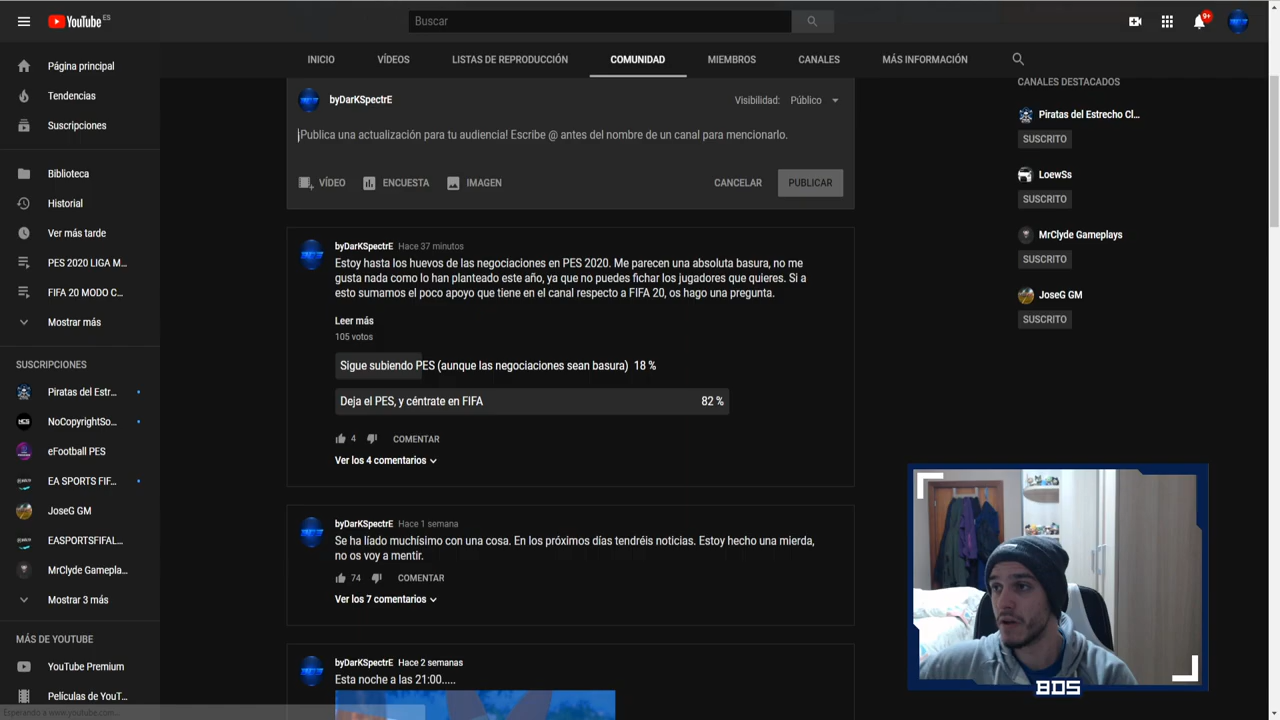 YouTube ES
Buscar
9+
INICIO
VÍDEOS
LISTAS DE REPRODUCCIÓN
COMUNIDAD
MIEMBROS
CANALES
MÁS INFORMACIÓN
Página principal
Tendencias
Suscripciones
Biblioteca
Historial
Ver más tarde
PES 2020 LIGA M...
FIFA 20 MODO C...
Mostrar más
SUSCRIPCIONES
Piratas del Estr...
NoCopyrightSo...
eFootball PES
EA SPORTS FIF...
JoseG GM
EASPORTSFIFAL...
MrClyde Gamepla...
Mostrar 3 más
MÁS DE YOUTUBE
YouTube Premium
Películas de YouT...
Esperando a www.youtube.com...
byDarKSpectrE
Visibilidad: Público
¡Publica una actualización para tu audiencia! Escribe @ antes del nombre de un canal para mencionarlo.
VÍDEO
ENCUESTA
IMAGEN
CANCELAR
PUBLICAR
byDarKSpectrE Hace 37 minutos
Estoy hasta los huevos de las negociaciones en PES 2020. Me parecen una absoluta basura, no me
gusta nada como lo han planteado este año, ya que no puedes fichar los jugadores que quieres. Si a
esto sumamos el poco apoyo que tiene en el canal respecto a FIFA 20, os hago una pregunta.
Leer más
105 votos
Sigue subiendo PES (aunque las negociaciones sean basura) 18 %
Deja el PES, y céntrate en FIFA 82 %
4
COMENTAR
Ver los 4 comentarios
byDarKSpectrE Hace 1 semana
Se ha líado muchísimo con una cosa. En los próximos días tendréis noticias. Estoy hecho una mierda,
no os voy a mentir.
74
COMENTAR
Ver los 7 comentarios
byDarKSpectrE Hace 2 semanas
Esta noche a las 21:00.....
CANALES DESTACADOS
Piratas del Estrecho Cl...
SUSCRITO
LoewSs
SUSCRITO
MrClyde Gameplays
SUSCRITO
JoseG GM
SUSCRITO
BDS